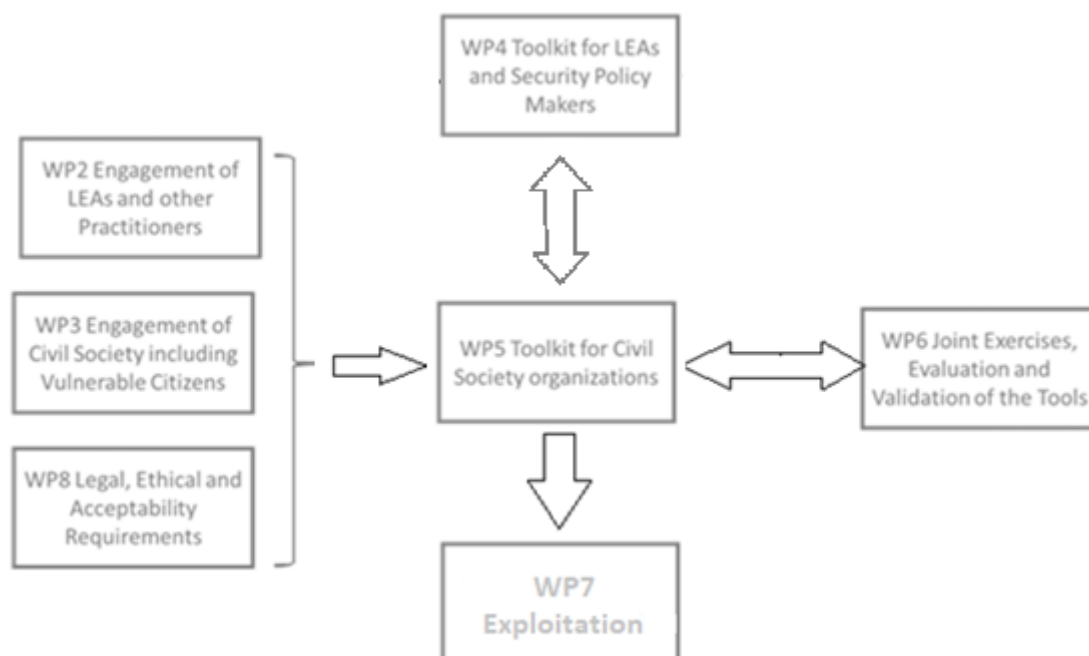 WP4 Toolkit for LEAs
and Security Policy
Makers
WP2 Engagement of
LEAs and other
Practitioners
WP3 Engagement of
Civil Society including
Vulnerable Citizens
WP8 Legal, Ethical and
Acceptability
Requirements
WP5 Toolkit for Civil
Society organizations
WP6 Joint Exercises,
Evaluation and
Validation of the Tools
WP7
Exploitation